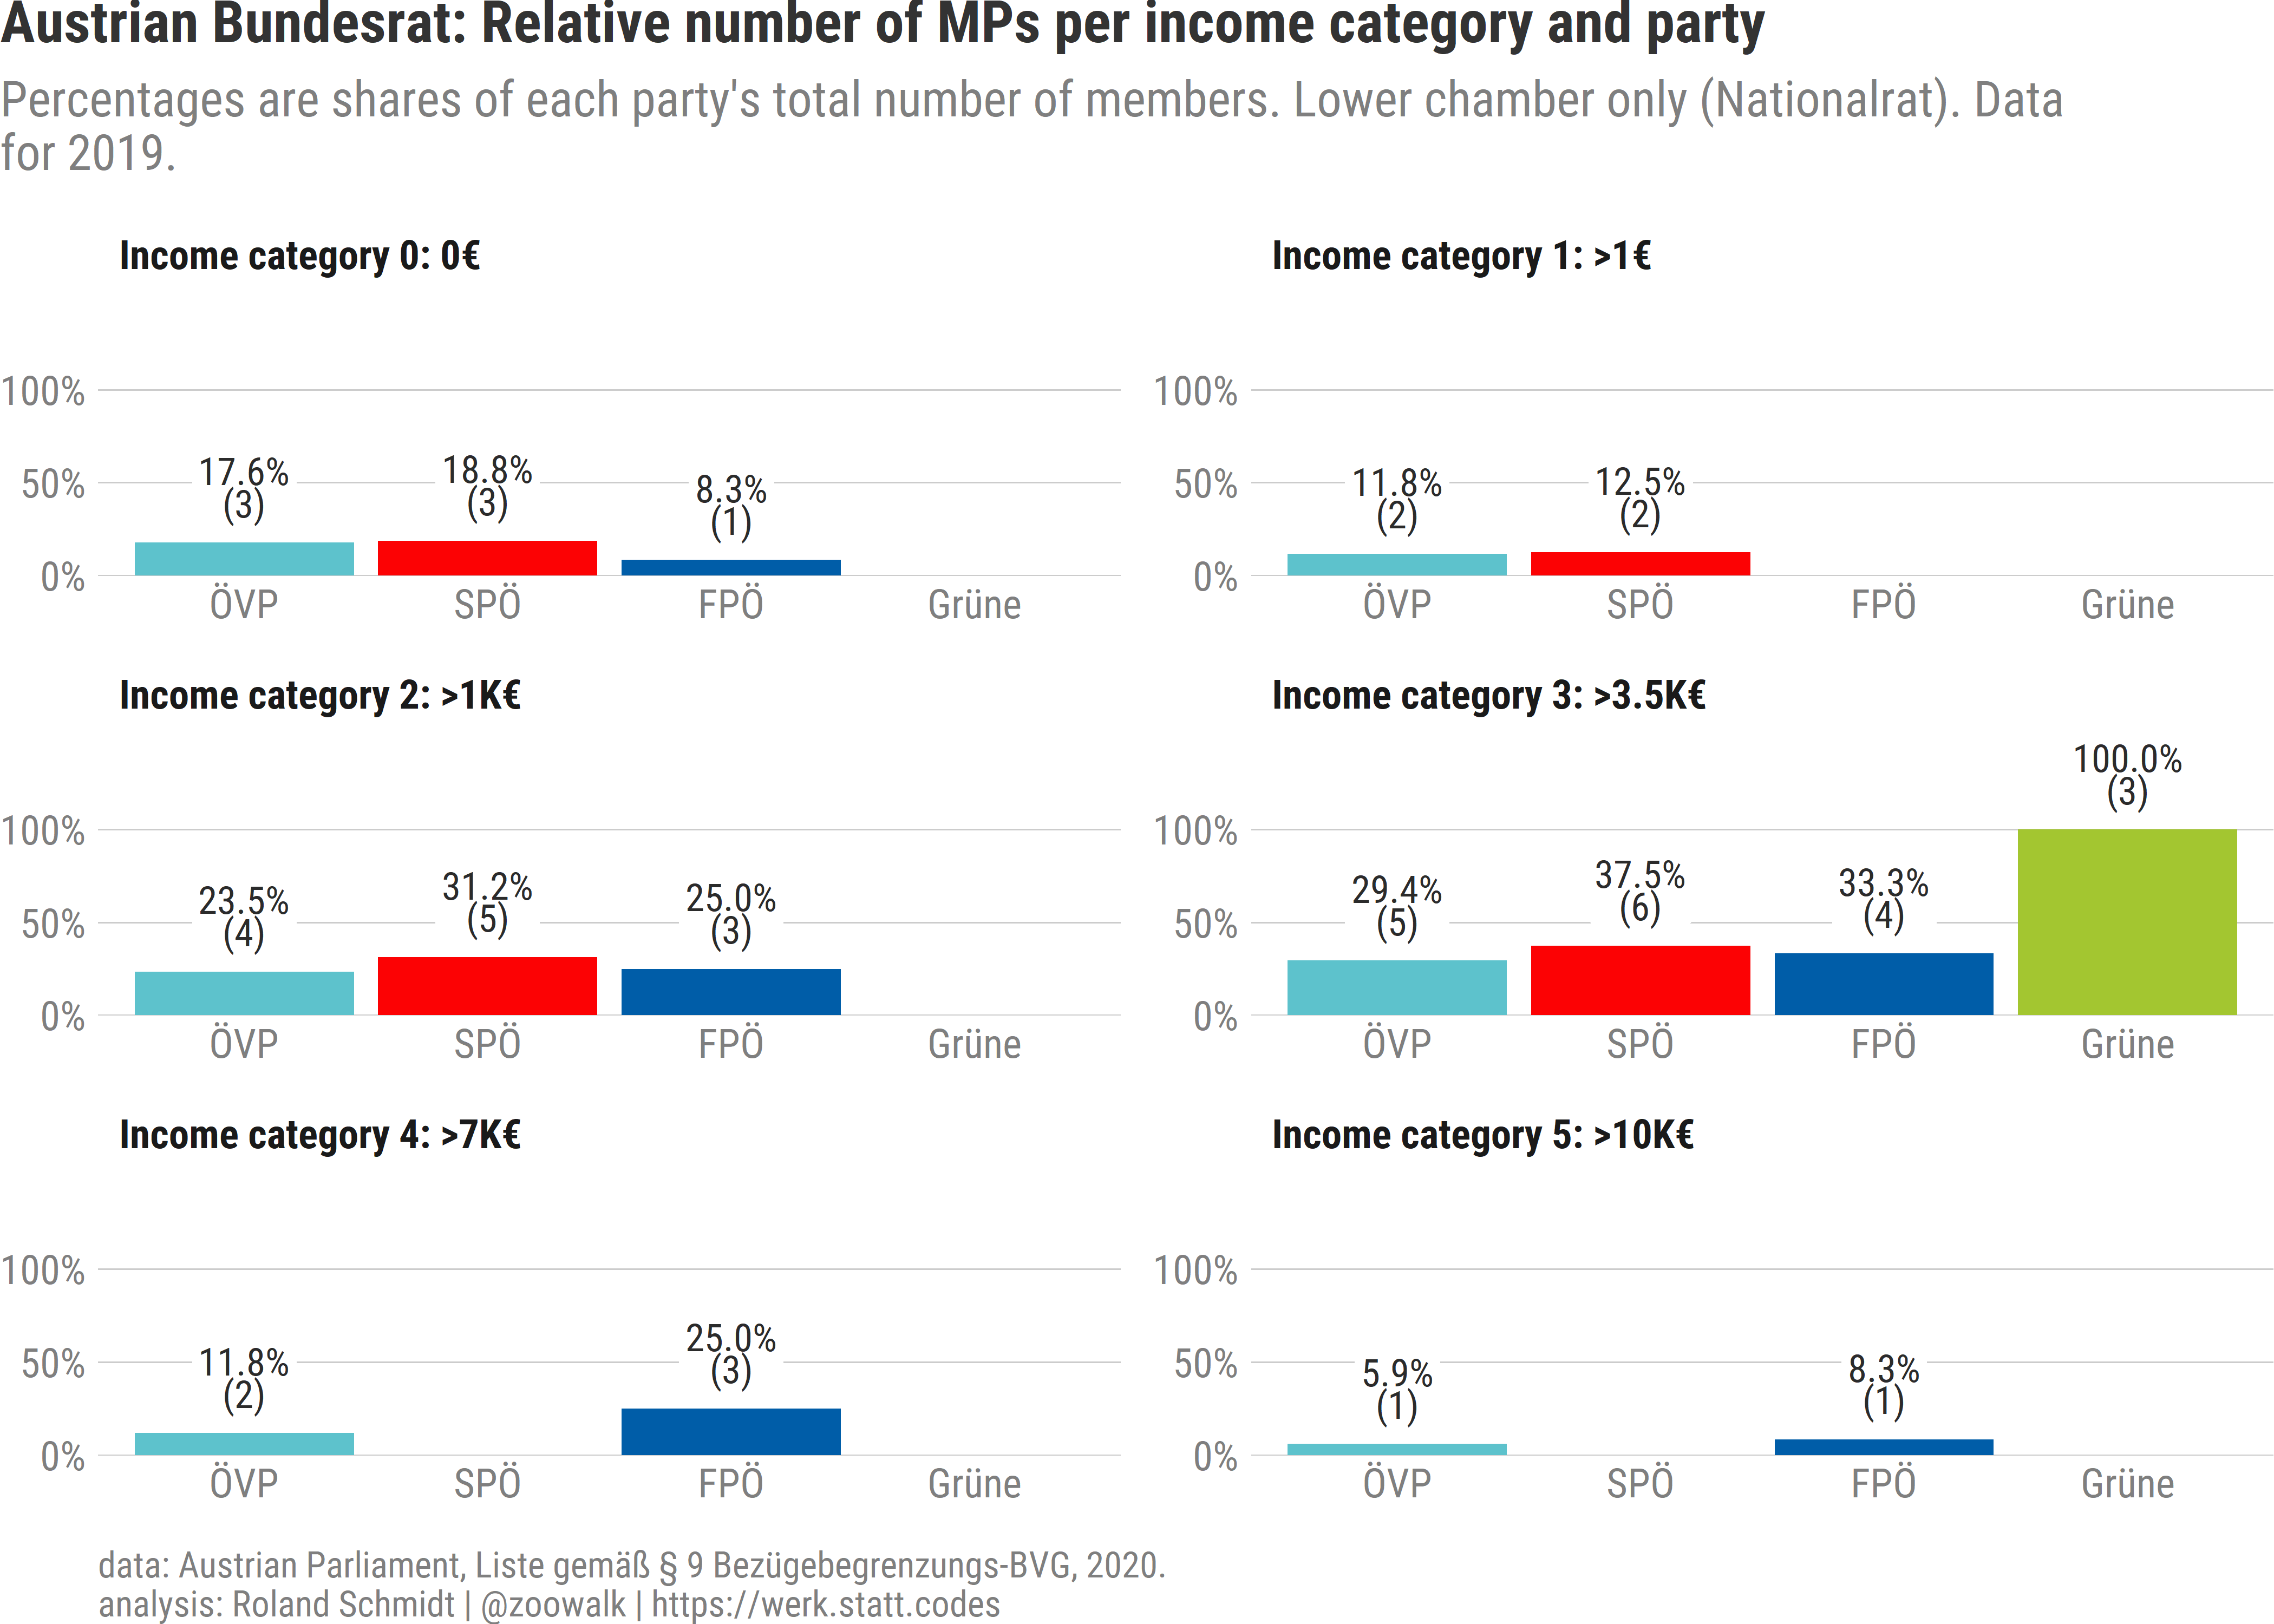 Austrian Bundesrat: Relative number of MPs per income category and party
Percentages are shares of each party's total number of members. Lower chamber only (Nationalrat). Data
for 2019.
Income category 0: 0€
100%
50%
0%
17.6%
(3)
18.8%
(3)
8.3%
(1)
ÖVP SPÖ FPÖ Grüne
Income category 1: >1€
100%
50%
0%
11.8%
(2)
12.5%
(2)
ÖVP SPÖ FPÖ Grüne
Income category 2: >1K€
100%
50%
0%
23.5%
(4)
31.2%
(5)
25.0%
(3)
ÖVP SPÖ FPÖ Grüne
Income category 3: >3.5K€
100%
50%
0%
29.4%
(5)
37.5%
(6)
33.3%
(4)
100.0%
(3)
ÖVP SPÖ FPÖ Grüne
Income category 4: >7K€
100%
50%
0%
11.8%
(2)
25.0%
(3)
ÖVP SPÖ FPÖ Grüne
Income category 5: >10K€
100%
50%
0%
5.9%
(1)
8.3%
(1)
ÖVP SPÖ FPÖ Grüne
data: Austrian Parliament, Liste gemäß § 9 Bezügebegrenzungs-BVG, 2020.
analysis: Roland Schmidt | @zoowalk | https://werk.statt.codes